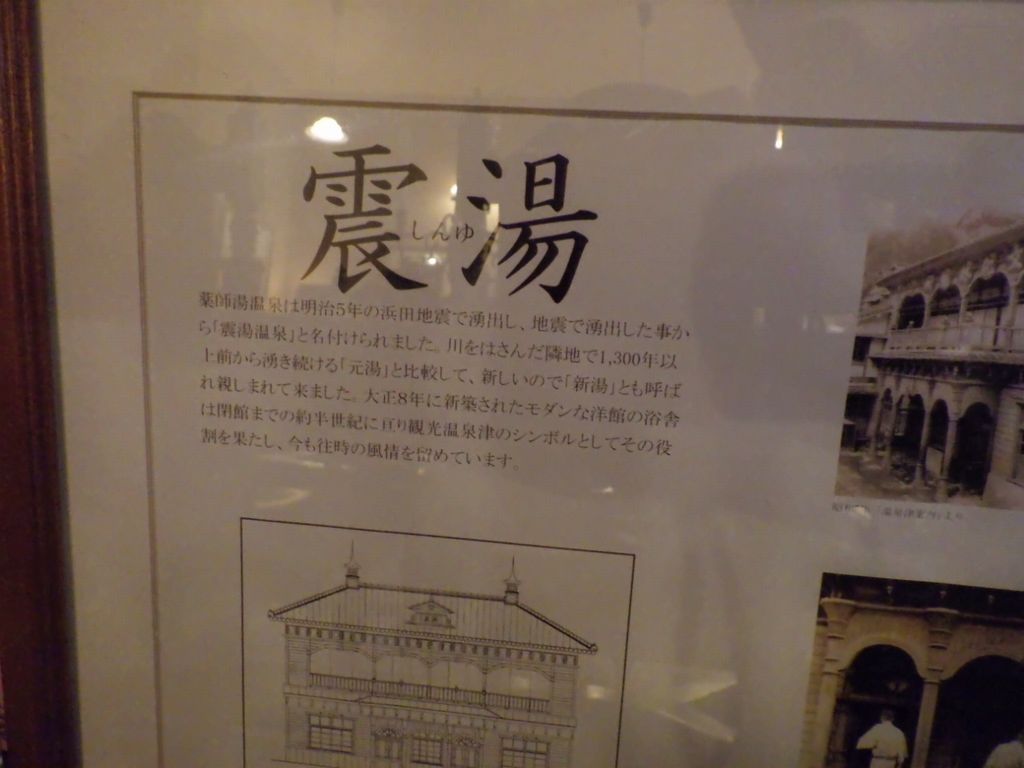 震湯
しんゆ
薬師湯温泉は明治5年の浜田地震で湧出し、地震で湧出した事か
ら「震湯温泉」と名付けられました。川をはさんだ隣地で1,300年以
上前から湧き続ける「元湯」と比較して、新しいので「新湯」とも呼ば
れ親しまれて来ました。大正8年に新築されたモダンな洋館の浴舎
は閉館までの約半世紀に亘り観光温泉津のシンボルとしてその役
割を果たし、今も往時の風情を留めています。
「温泉津案内」より